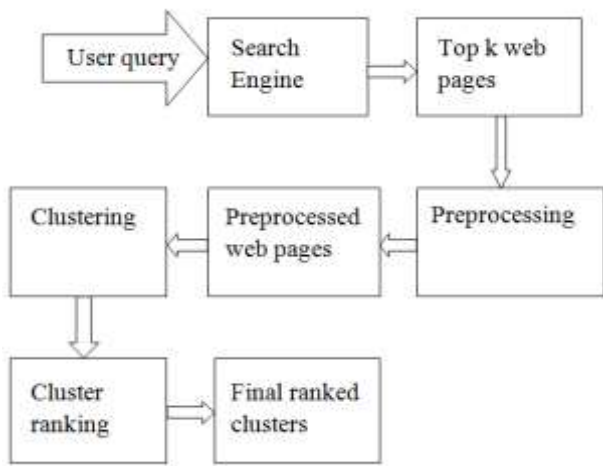 User query
Search
Engine
Top k web
pages
Preprocessing
Preprocessed
web pages
Clustering
Cluster
ranking
Final ranked
clusters